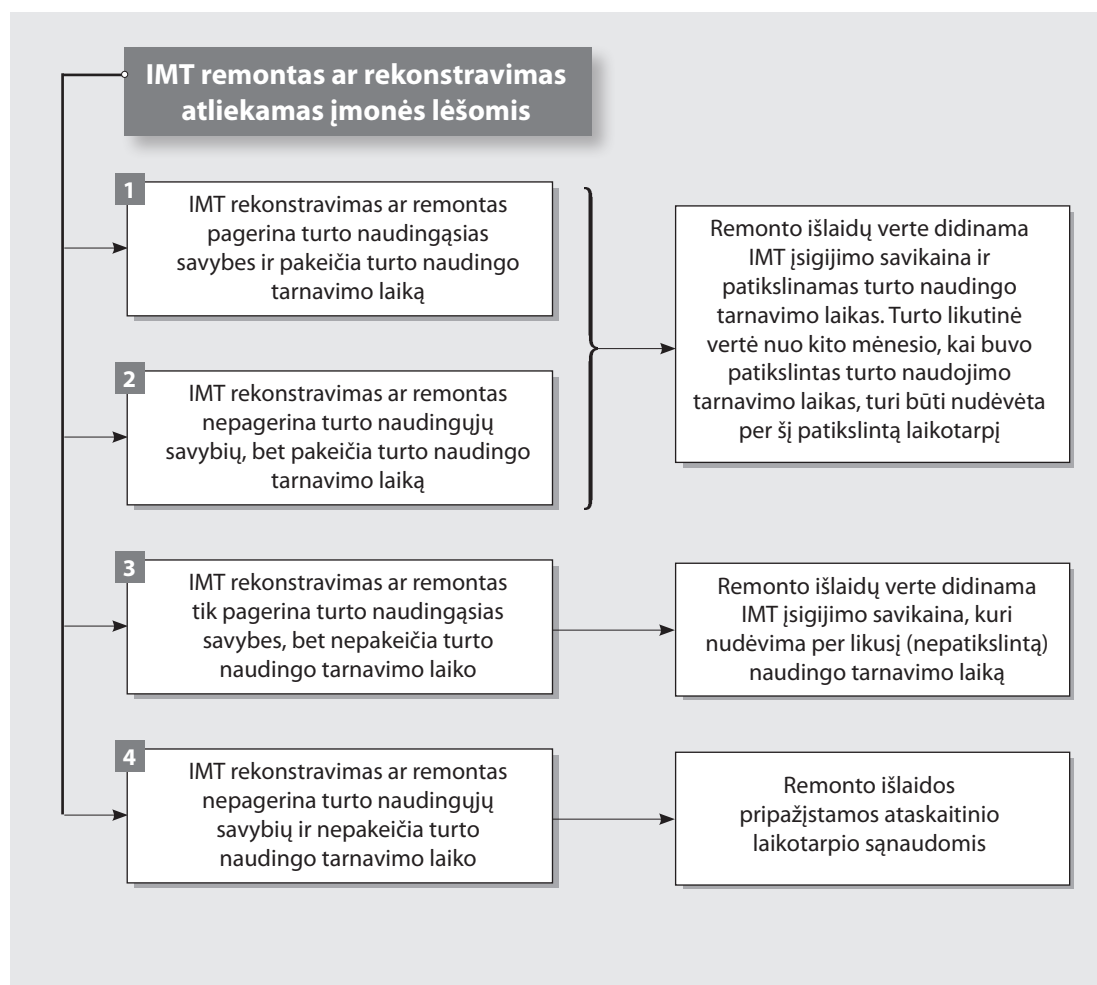 IMT remontas ar rekonstravimas
atliekamas įmonės lėšomis
1
IMT rekonstravimas ar remontas
pagerina turto naudingąsias
savybes ir pakeičia turto naudingo
tarnavimo laiką
2
IMT rekonstravimas ar remontas
nepagerina turto naudingųjų
savybių, bet pakeičia turto naudingo
tarnavimo laiką
Remonto išlaidų verte didinama
IMT įsigijimo savikaina ir
patikslinamas turto naudingo
tarnavimo laikas. Turto likutinė
vertė nuo kito mėnesio, kai buvo
patikslintas turto naudojimo
tarnavimo laikas, turi būti nudėvėta
per šį patikslintą laikotarpį
3
IMT rekonstravimas ar remontas
tik pagerina turto naudingąsias
savybes, bet nepakeičia turto
naudingo tarnavimo laiko
Remonto išlaidų verte didinama
IMT įsigijimo savikaina, kuri
nudėvima per likusį (nepatikslintą)
naudingo tarnavimo laiką
4
IMT rekonstravimas ar remontas
nepagerina turto naudingųjų
savybių ir nepakeičia turto
naudingo tarnavimo laiko
Remonto išlaidos
pripažįstamos ataskaitinio
laikotarpio sąnaudomis